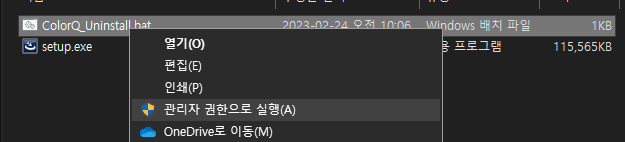 ColorQ_Uninstall.bat 2023-02-24 오전 10:06 Windows 배치 파일 1KB
setup.exe 프로그램 115,565KB
열기(O)
편집(E)
인쇄(P)
관리자 권한으로 실행(A)
OneDrive로 이동(M)